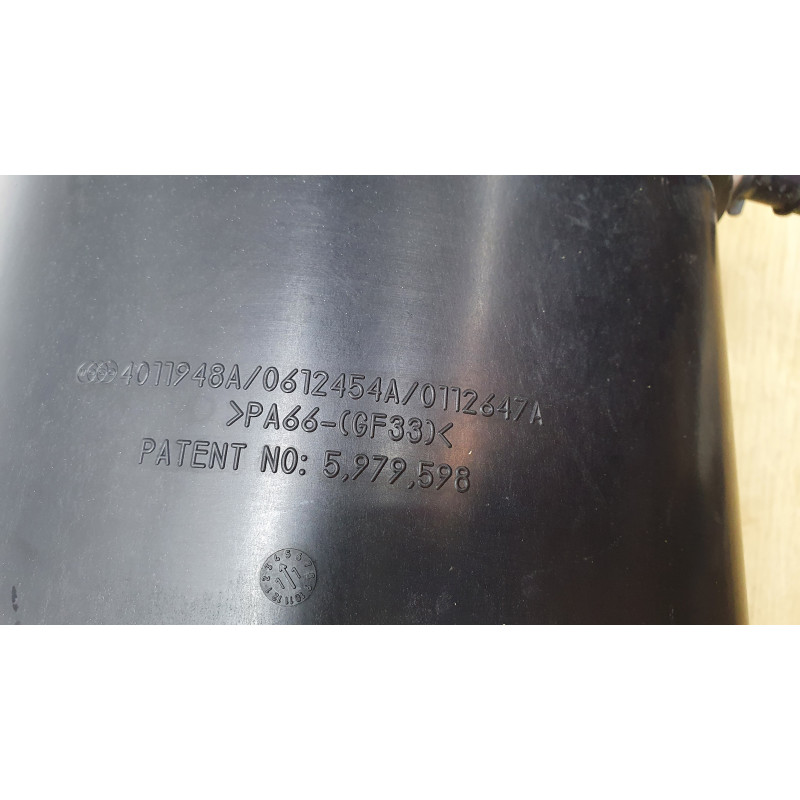 4011948A/0612454A/0112647A
>PA66-(GF33)<
PATENT NO: 5,979,598